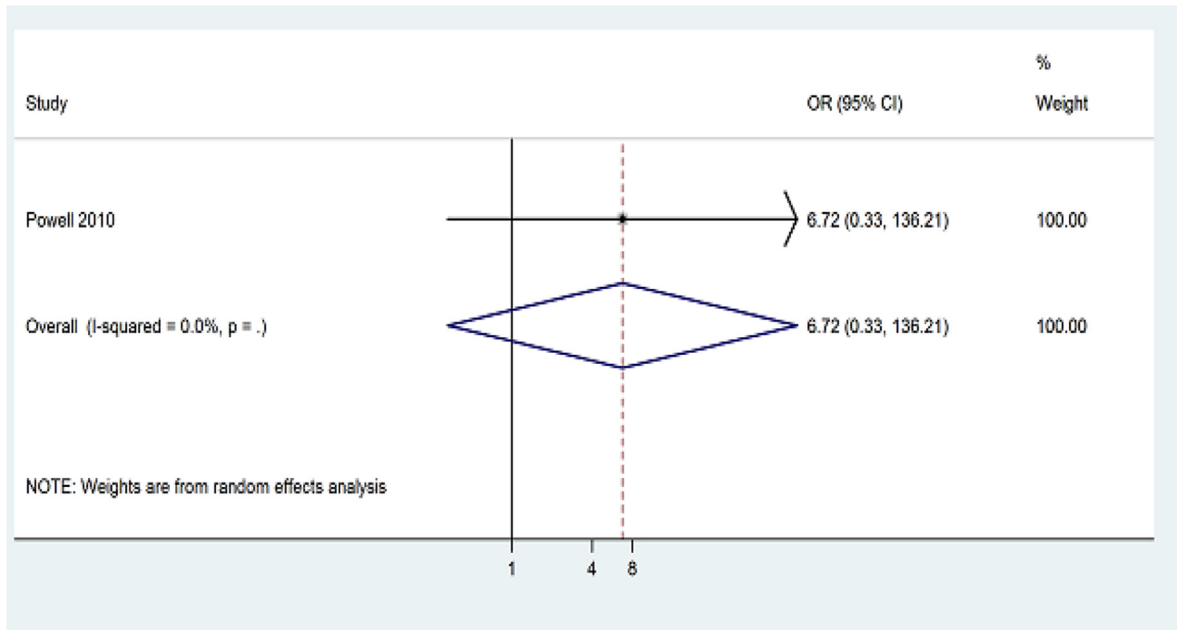 %
Study OR (95% CI) Weight
Powell 2010 6.72 (0.33, 136.21) 100.00
Overall (I-squared = 0.0%, p = .) 6.72 (0.33, 136.21) 100.00
NOTE: Weights are from random effects analysis
1 4 8